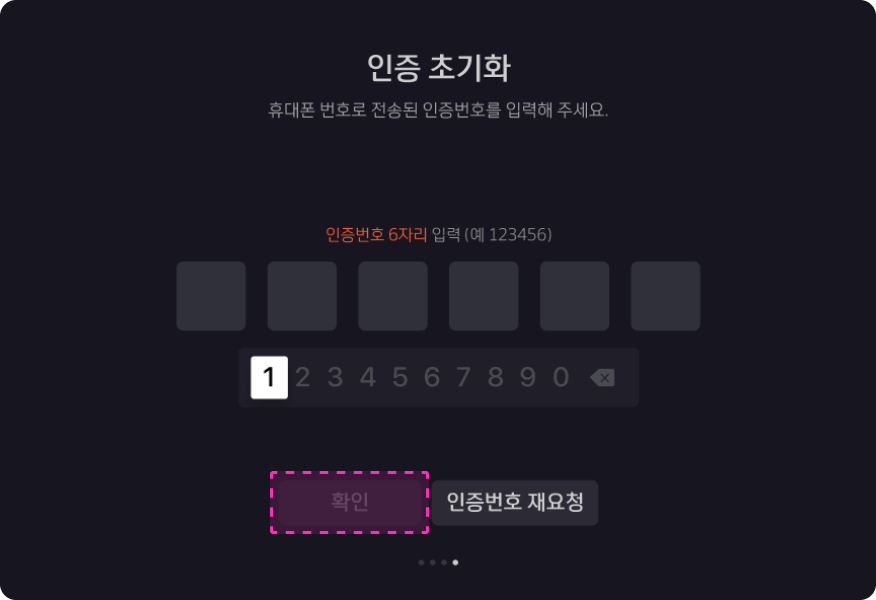 인증 초기화
휴대폰 번호로 전송된 인증번호를 입력해 주세요.
인증번호 6자리 입력 (예 123456)
1 2 3 4 5 6 7 8 9 0
확인 인증번호 재요청